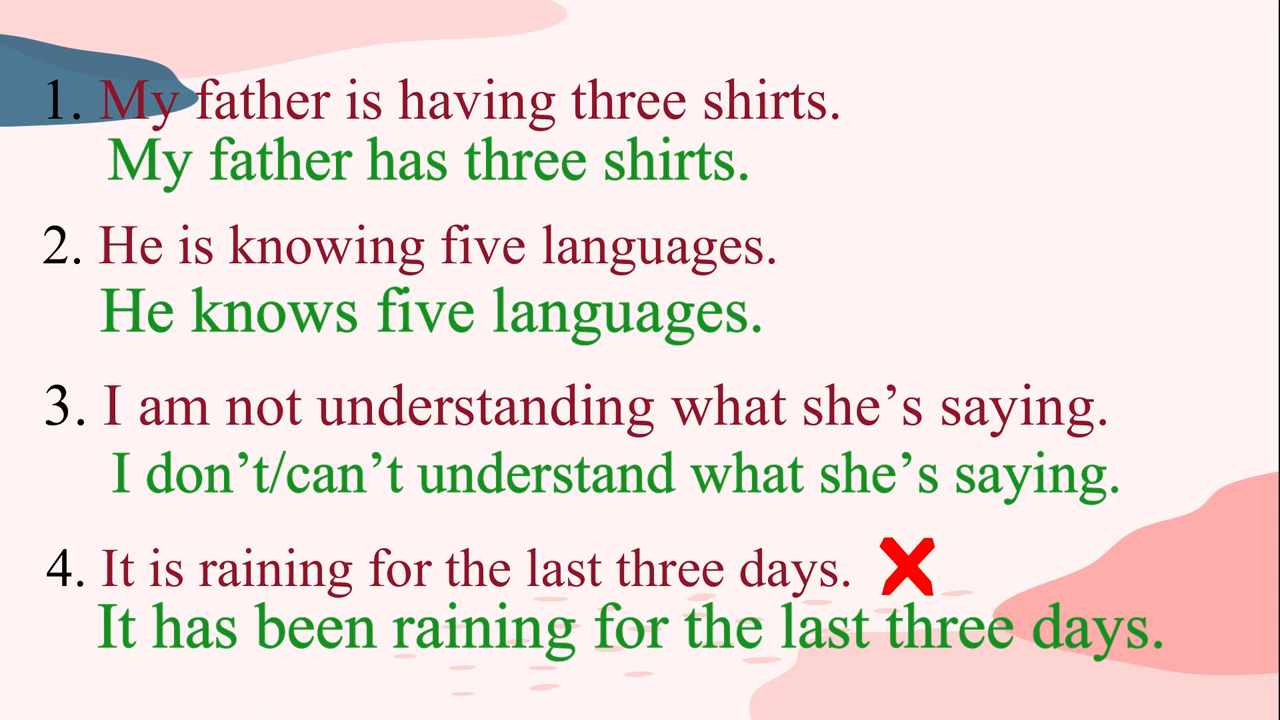 1. My father is having three shirts.
My father has three shirts.
2. He is knowing five languages.
He knows five languages.
3. I am not understanding what she’s saying.
I don’t/can’t understand what she’s saying.
4. It is raining for the last three days.
It has been raining for the last three days.